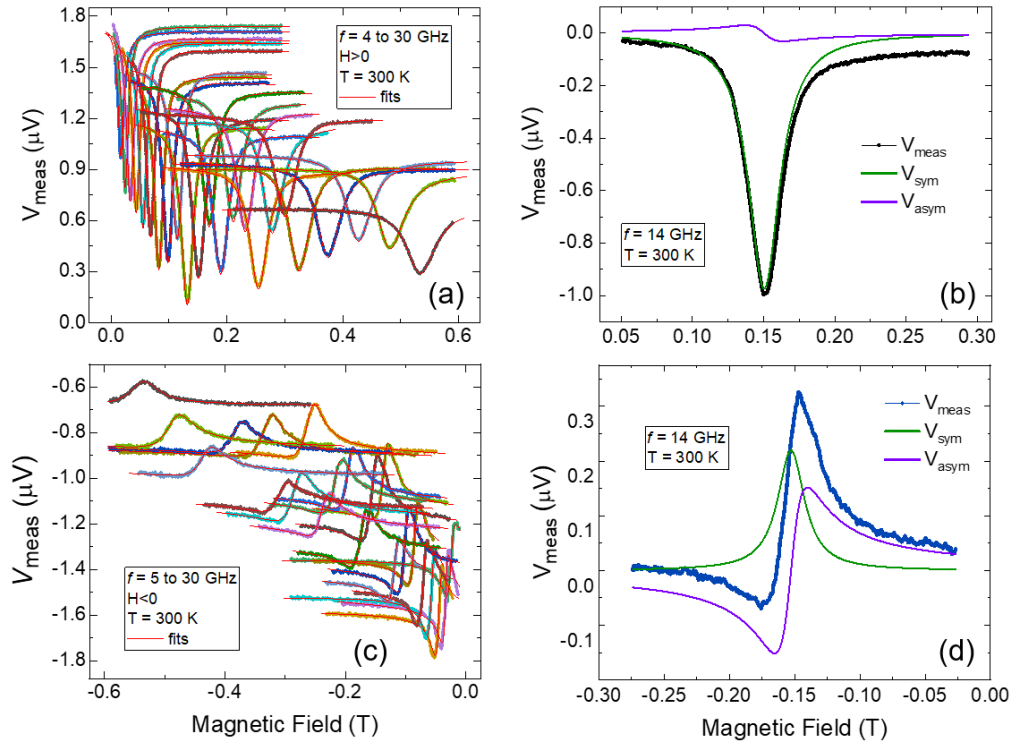 1.8
1.5
1.2
0.9
0.6
0.3
0.0
V_meas (µV)
f = 4 to 30 GHz
H>0
T = 300 K
fits
(a)
0.0 0.2 0.4 0.6
0.0
-0.2
-0.4
-0.6
-0.8
-1.0
V_meas (µV)
V_meas
V_sym
V_asym
f = 14 GHz
T = 300 K
(b)
0.05 0.10 0.15 0.20 0.25 0.30
-0.6
-0.8
-1.0
-1.2
-1.4
-1.6
-1.8
V_meas (µV)
f = 5 to 30 GHz
H<0
T = 300 K
fits
(c)
-0.6 -0.4 -0.2 0.0
Magnetic Field (T)
0.3
0.2
0.1
0.0
-0.1
V_meas (µV)
f = 14 GHz
T = 300 K
V_meas
V_sym
V_asym
(d)
-0.30 -0.25 -0.20 -0.15 -0.10 -0.05 0.00
Magnetic Field (T)